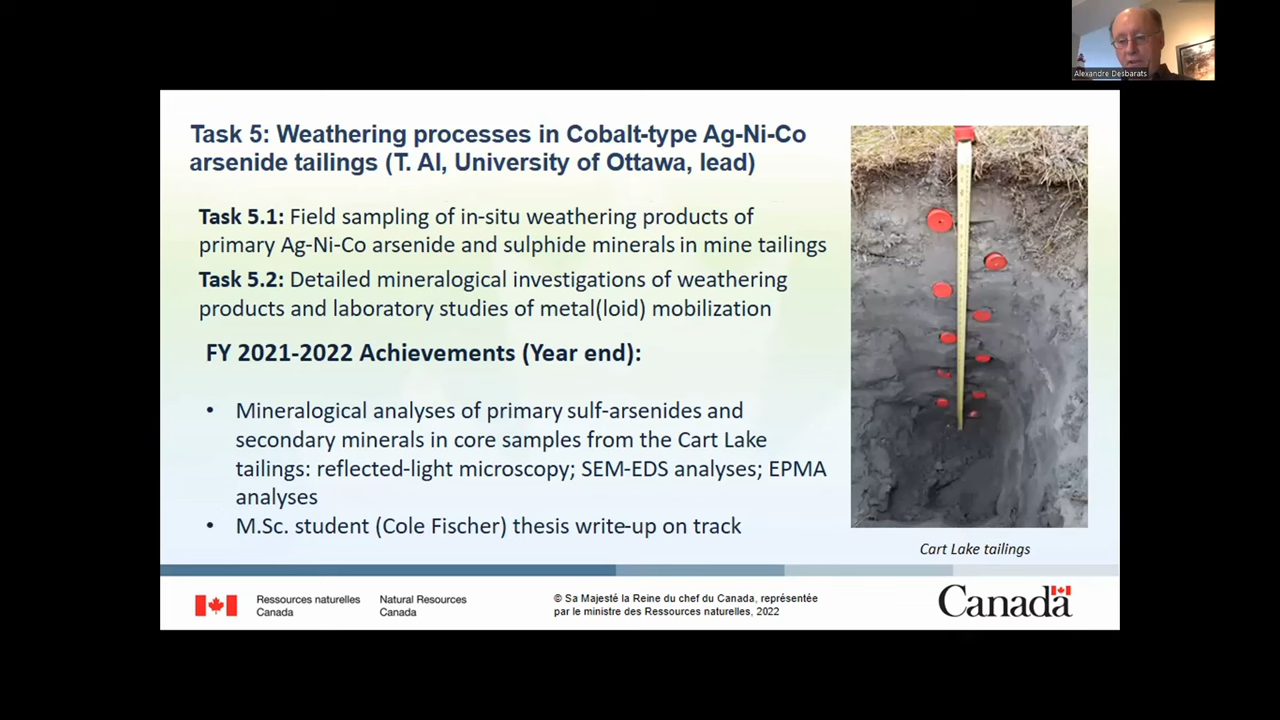 Alexandre Desbarats
Task 5: Weathering processes in Cobalt-type Ag-Ni-Co
arsenide tailings (T. Al, University of Ottawa, lead)
Task 5.1: Field sampling of in-situ weathering products of
primary Ag-Ni-Co arsenide and sulphide minerals in mine tailings
Task 5.2: Detailed mineralogical investigations of weathering
products and laboratory studies of metal(loid) mobilization
FY 2021-2022 Achievements (Year end):
• Mineralogical analyses of primary sulf-arsenides and
secondary minerals in core samples from the Cart Lake
tailings: reflected-light microscopy; SEM-EDS analyses; EPMA
analyses
• M.Sc. student (Cole Fischer) thesis write-up on track
Cart Lake tailings
Ressources naturelles
Canada
Natural Resources
Canada
© Sa Majesté la Reine du chef du Canada, représentée
par le ministre des Ressources naturelles, 2022
Canada